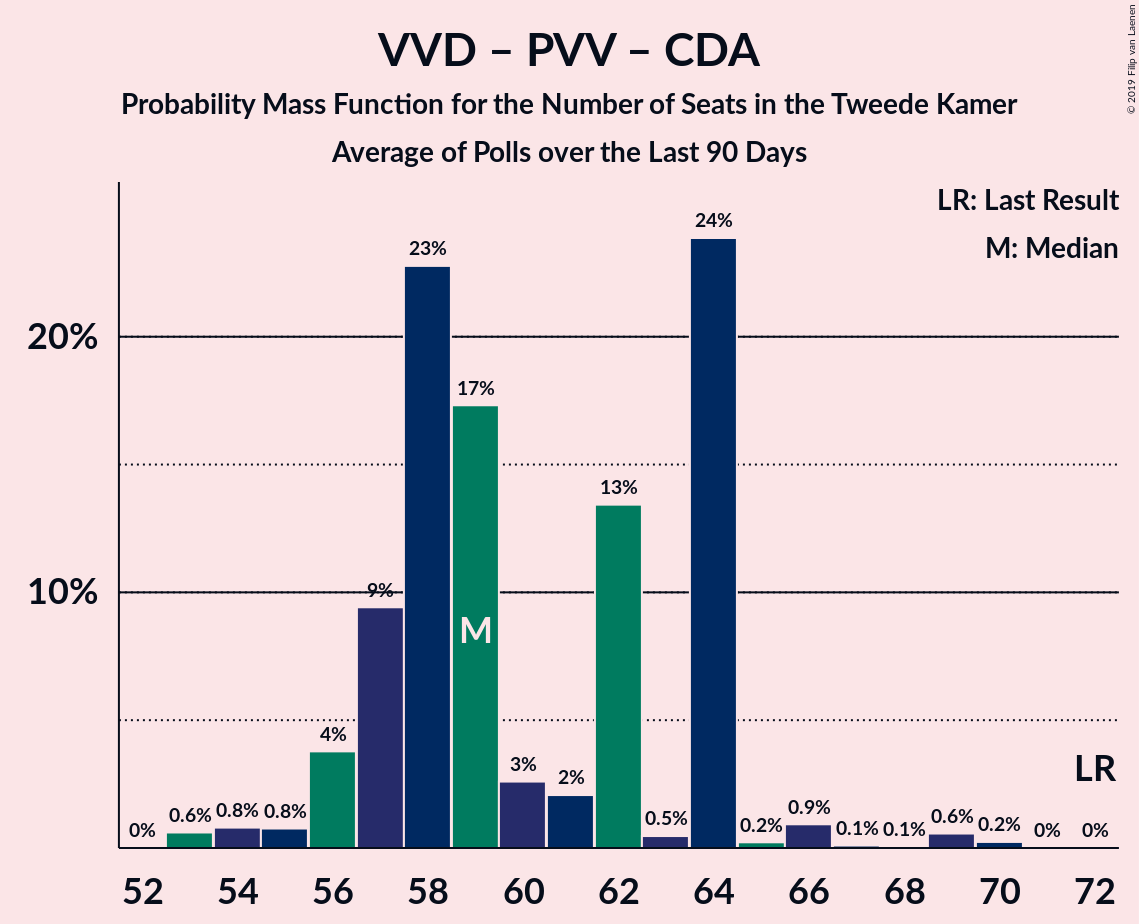 VVD – PVV – CDA
Probability Mass Function for the Number of Seats in the Tweede Kamer
Average of Polls over the Last 90 Days
© 2019 Filip van Laenen
LR: Last Result
M: Median
20%
10%
0%
0.6%
0.8%
0.8%
4%
9%
23%
17%
3%
2%
13%
0.5%
24%
0.2%
0.9%
0.1%
0.1%
0.6%
0.2%
0%
0%
M
LR
52 54 56 58 60 62 64 66 68 70 72